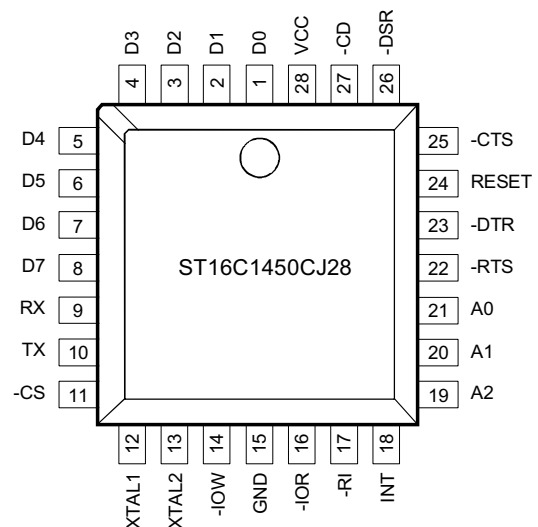 D3 D2 D1 D0 VCC -CD -DSR
4 3 2 1 28 27 26
D4 5 25 -CTS
D5 6 24 RESET
D6 7 23 -DTR
D7 8 ST16C1450CJ28 22 -RTS
RX 9 21 A0
TX 10 20 A1
-CS 11 19 A2
12 13 14 15 16 17 18
XTAL1 XTAL2 -IOW GND -IOR -RI INT